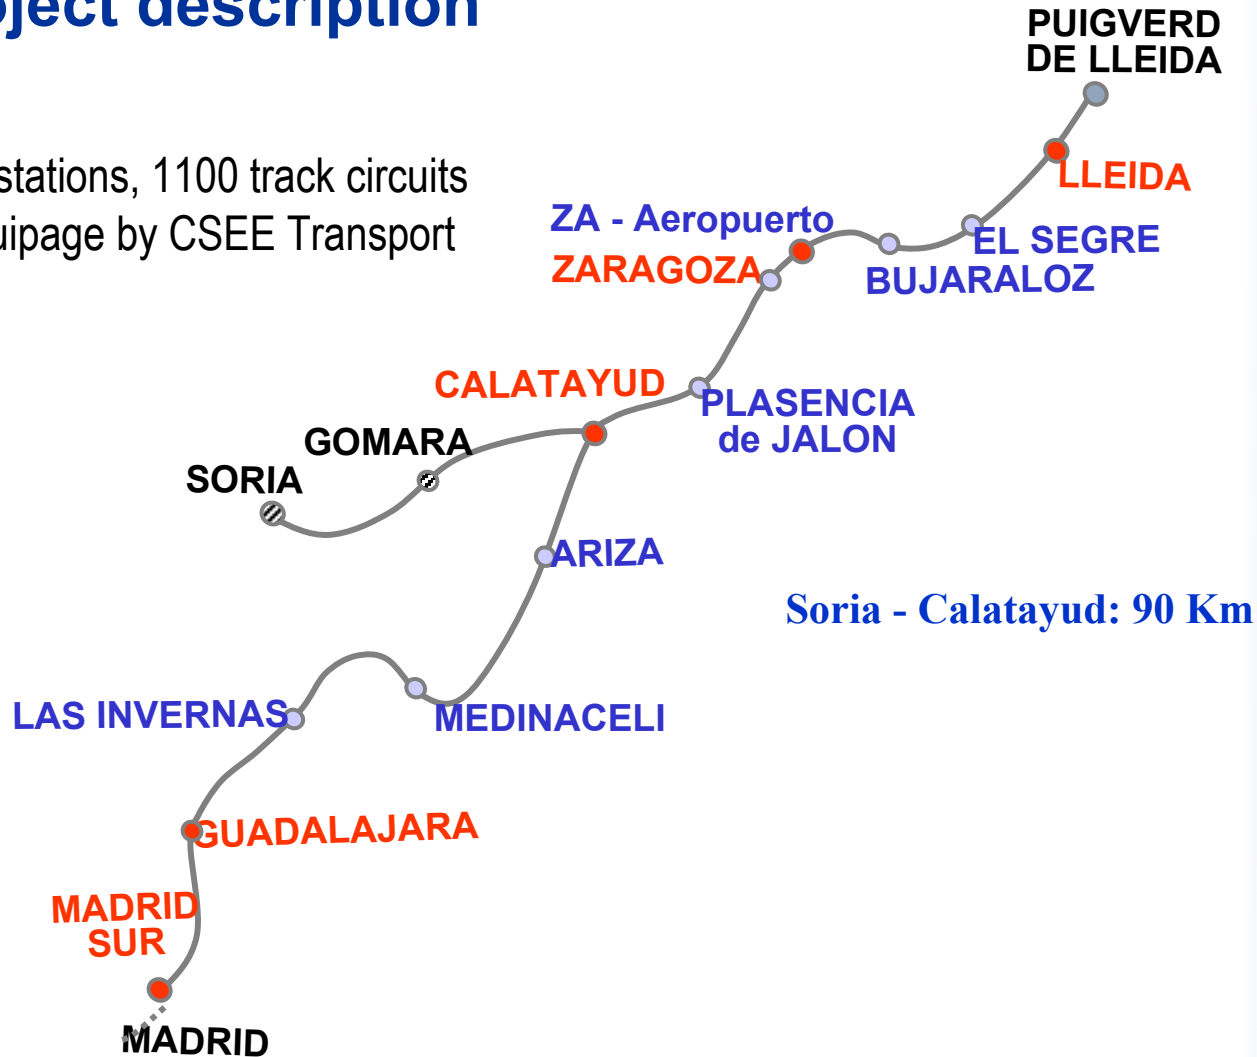 ject description
PUIGVERD
DE LLEIDA
stations, 1100 track circuits
LLEIDA
uipage by CSEE Transport
ZA - Aeropuerto
EL SEGRE
ZARAGOZA
BUJARALOZ
CALATAYUD
PLASENCIA
de JALON
GOMARA
SORIA
ARIZA
Soria - Calatayud: 90 Km
LAS INVERNAS
MEDINACELI
GUADALAJARA
MADRID
SUR
MADRID